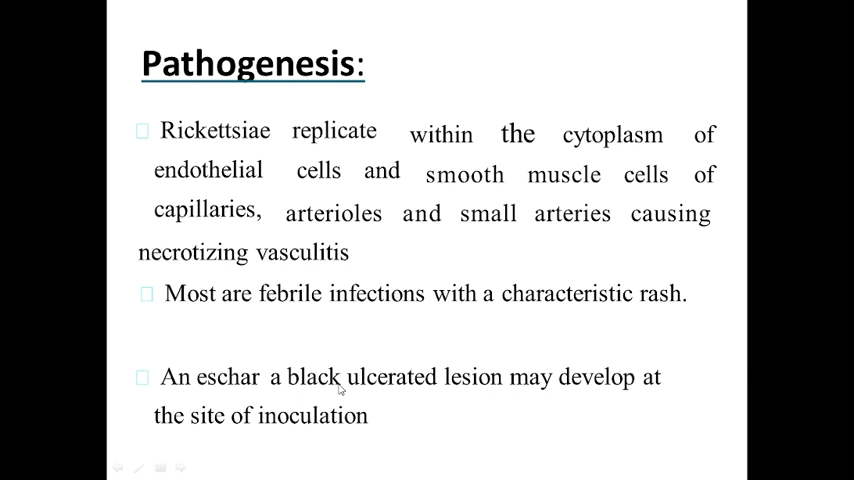 Pathogenesis:
Rickettsiae replicate within the cytoplasm of
endothelial cells and smooth muscle cells of
capillaries, arterioles and small arteries causing
necrotizing vasculitis
Most are febrile infections with a characteristic rash.
An eschar a black ulcerated lesion may develop at
the site of inoculation